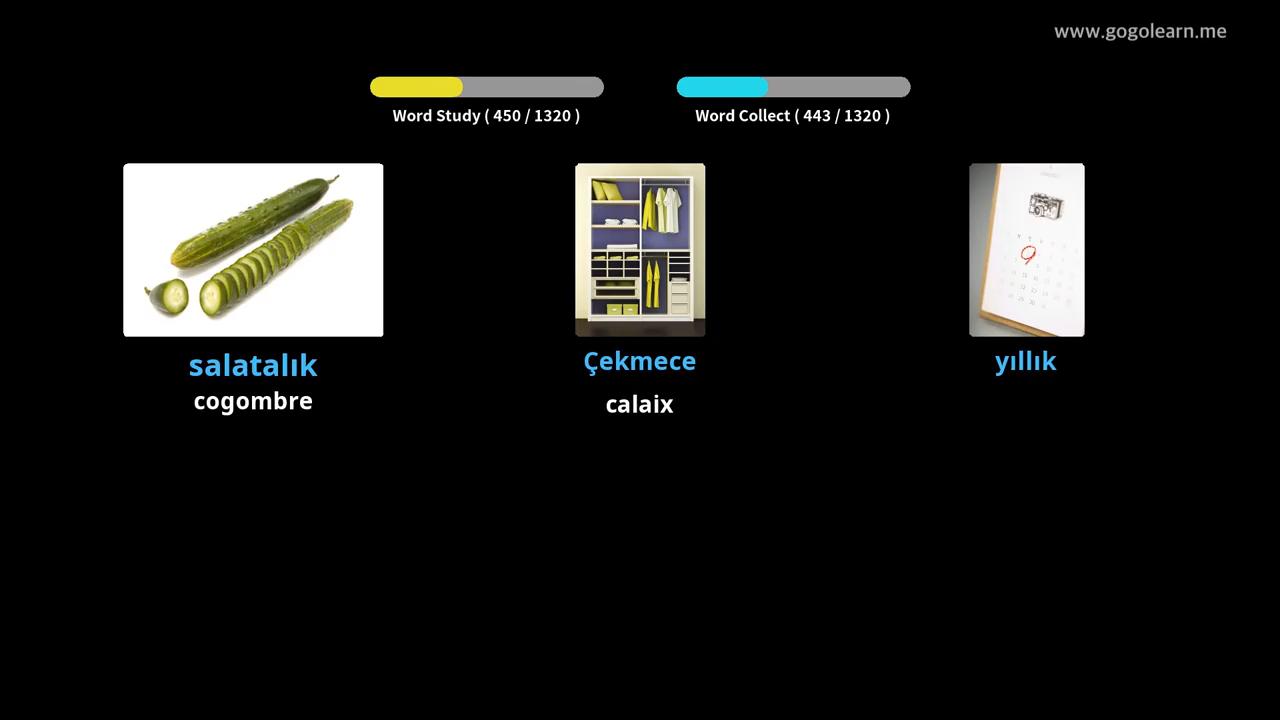 www.gogolearn.me
Word Study ( 450 / 1320 )
Word Collect ( 443 / 1320 )
salatalık
cogombre
Çekmece
calaix
yıllık